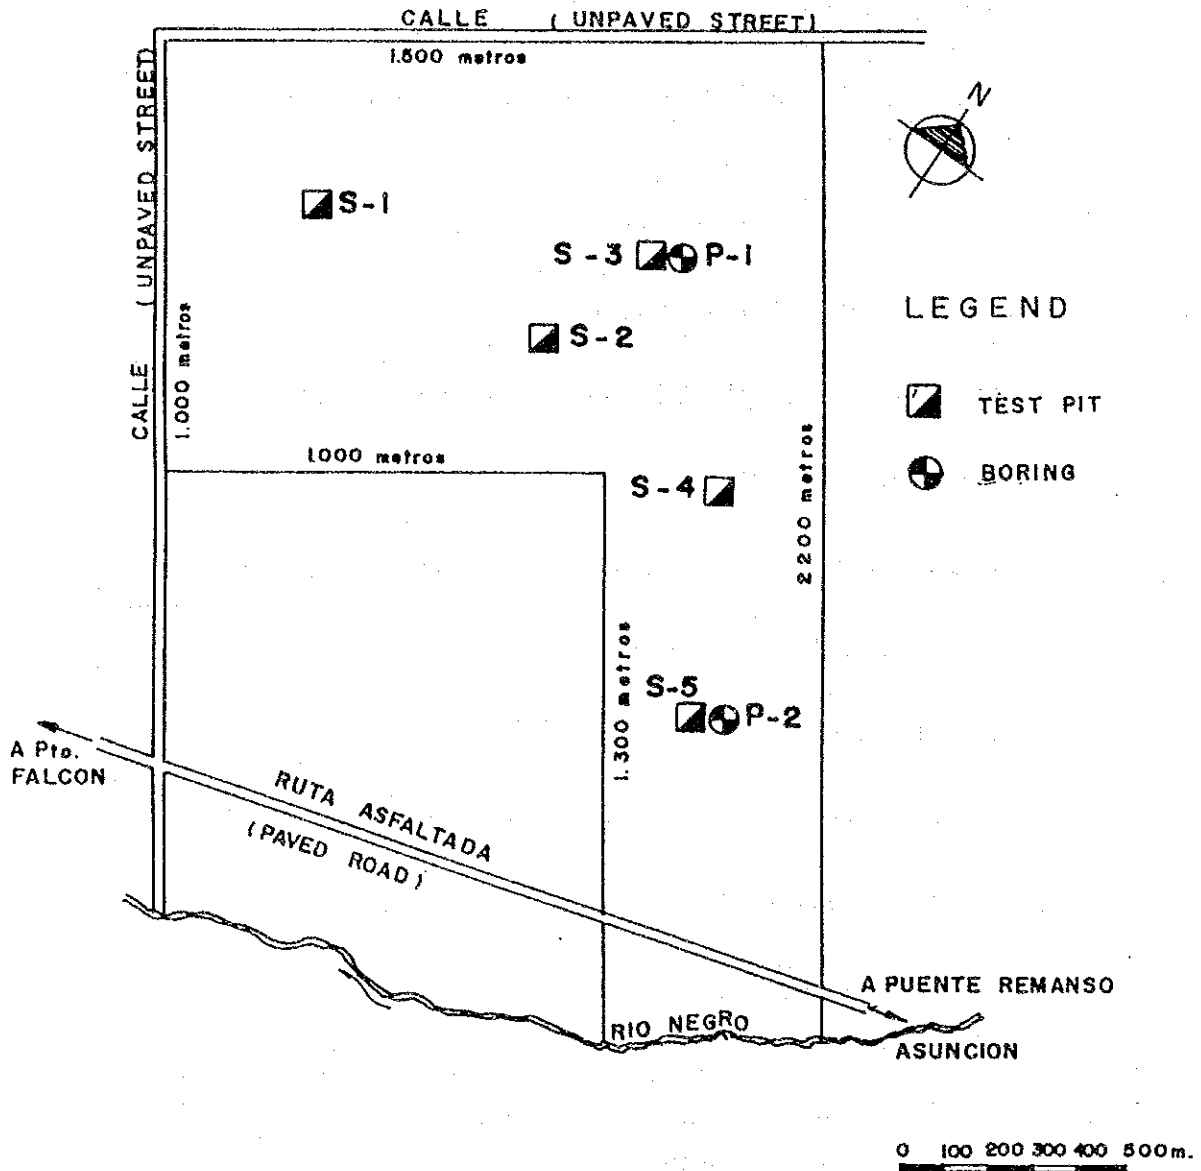 CALLE (UNPAVED STREET)
1.500 metros
CALLE (UNPAVED STREET)
N
S-1
S-3 P-1
1.000 metros
LEGEND
S-2
TEST PIT
1.000 metros
BORING
S-4
2200 metros
1.300 metros
S-5
P-2
A Pto.
FALCON
RUTA ASFALTADA
(PAVED ROAD)
A PUENTE REMANSO
RIO NEGRO
ASUNCION
0 100 200 300 400 500m.